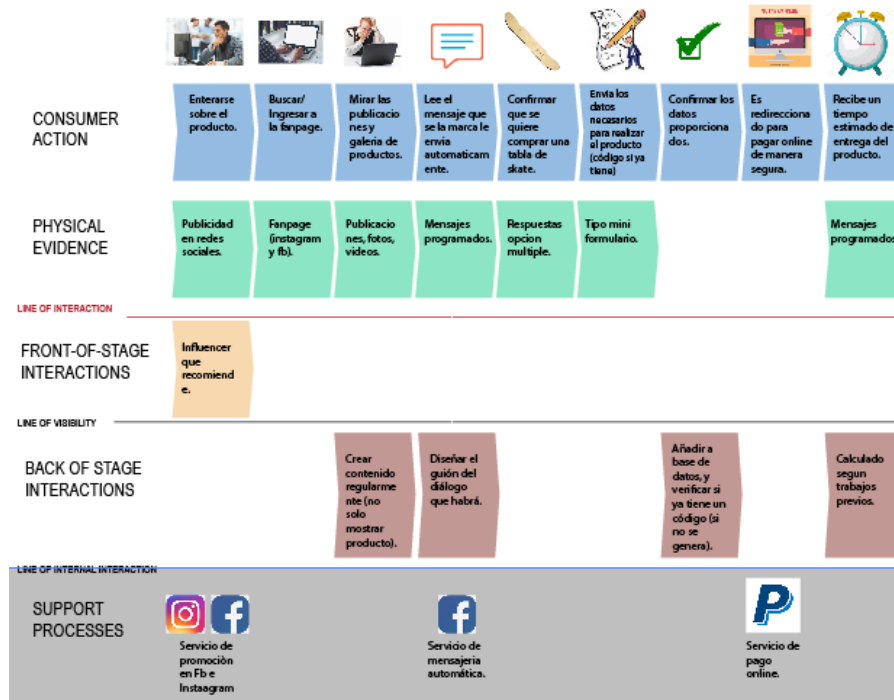 CONSUMER
ACTION
Enterarse
sobre el
producto.
Buscar/
Ingresar a
la fanpage.
Mirar las
publicacio
nes y
galeria de
productos.
Lee el
mensaje que
se la marca le
envia
automaticam
ente.
Confirmar
que se
quiere
comprar una
tabla de
skate.
Envia los
datos
necesarios
para realizar
el producto
(código si ya
tiene)
Confirmar los
datos
proporciona
dos.
Es
redirecciona
do para
pagar online
de manera
segura.
Recibe un
tiempo
estimado de
entrega del
producto.
PHYSICAL
EVIDENCE
Publicidad
en redes
sociales.
Fanpage
(instagram
y fb).
Publicacio
nes, fotos,
videos.
Mensajes
programados.
Respuestas
opcion
multiple.
Tipo mini
formulario.
Mensajes
programados
LINE OF INTERACTION
FRONT-OF-STAGE
INTERACTIONS
Influencer
que
recomiend
e.
LINE OF VISIBILITY
BACK OF STAGE
INTERACTIONS
Crear
contenido
regularme
nte (no
solo
mostrar
producto).
Diseñar el
guión del
diálogo
que habrá.
Añadir a
base de
datos, y
verificar si
ya tiene un
código (si
no se
genera).
Calculado
segun
trabajos
previos.
LINE OF INTERNAL INTERACTION
SUPPORT
PROCESSES
Servicio de
promociòn
en Fb e
Instaagram
Servicio de
mensajeria
automática.
Servicio de
pago
online.